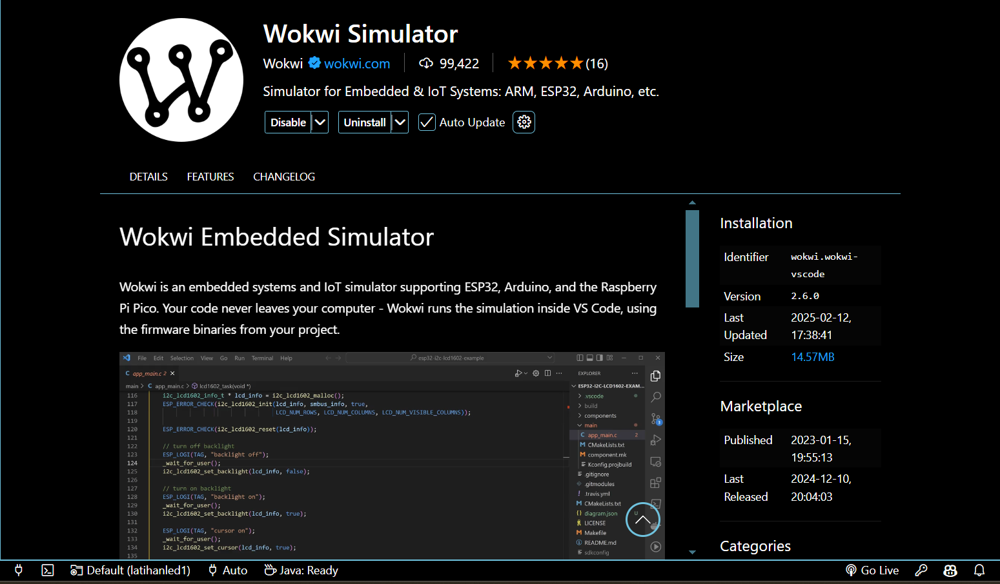 Wokwi Simulator
Wokwi wokwi.com 99,422 (16)
Simulator for Embedded & IoT Systems: ARM, ESP32, Arduino, etc.
Disable Uninstall Auto Update
DETAILS FEATURES CHANGELOG
Wokwi Embedded Simulator
Wokwi is an embedded systems and IoT simulator supporting ESP32, Arduino, and the Raspberry
Pi Pico. Your code never leaves your computer - Wokwi runs the simulation inside VS Code, using
the firmware binaries from your project.
File Edit Selection View Go Run Terminal Help esp32-i2c-lcd1602-example
C app_main.c 2
main > C app_main.c > lcd1602_task(void *)
116 i2c_lcd1602_info_t * lcd_info = i2c_lcd1602_malloc();
117 ESP_ERROR_CHECK(i2c_lcd1602_init(lcd_info, smbus_info, true,
118 LCD_NUM_ROWS, LCD_NUM_COLUMNS, LCD_NUM_VISIBLE_COLUMNS));
119
120 ESP_ERROR_CHECK(i2c_lcd1602_reset(lcd_info));
121
122 // turn off backlight
123 ESP_LOGI(TAG, "backlight off");
124 _wait_for_user();
125 i2c_lcd1602_set_backlight(lcd_info, false);
126
127 // turn on backlight
128 ESP_LOGI(TAG, "backlight on");
129 _wait_for_user();
130 i2c_lcd1602_set_backlight(lcd_info, true);
131
132 ESP_LOGI(TAG, "cursor on");
133 _wait_for_user();
134 i2c_lcd1602_set_cursor(lcd_info, true);
135
EXPLORER
ESP32-I2C-LCD1602-EXAM...
.vscode
build
components
main
C app_main.c 2
M CMakeLists.txt
M component.mk
Kconfig.projbuild
.gitignore
.gitmodules
! .travis.yml
M CMakeLists.txt
{} diagram.json U
LICENSE
M Makefile
README.md
sdkconfig
3
Installation
Identifier wokwi.wokwi-
vscode
Version 2.6.0
Last 2025-02-12,
Updated 17:38:41
Size 14.57MB
Marketplace
Published 2023-01-15,
19:55:13
Last 2024-12-10,
Released 20:04:03
Categories
Default (latihanled1) Auto Java: Ready Go Live